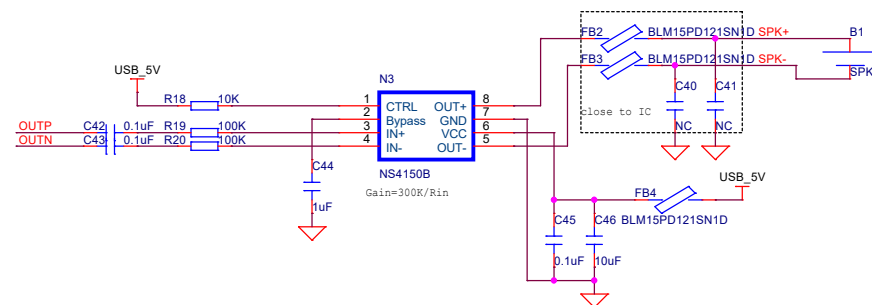 FB2 BLM15PD121SN1D SPK+ B1
FB3 BLM15PD121SN1D SPK- SPK
C40 C41
close to IC
NC NC
USB_5V
N3
R18 10K 1 CTRL OUT+ 8
2 Bypass GND 7
OUTP C42 0.1uF R19 100K 3 IN+ VCC 6
OUTN C43 0.1uF R20 100K 4 IN- OUT- 5
C44
1uF
NS4150B
Gain=300K/Rin
USB_5V
FB4
BLM15PD121SN1D
C45 C46
0.1uF 10uF